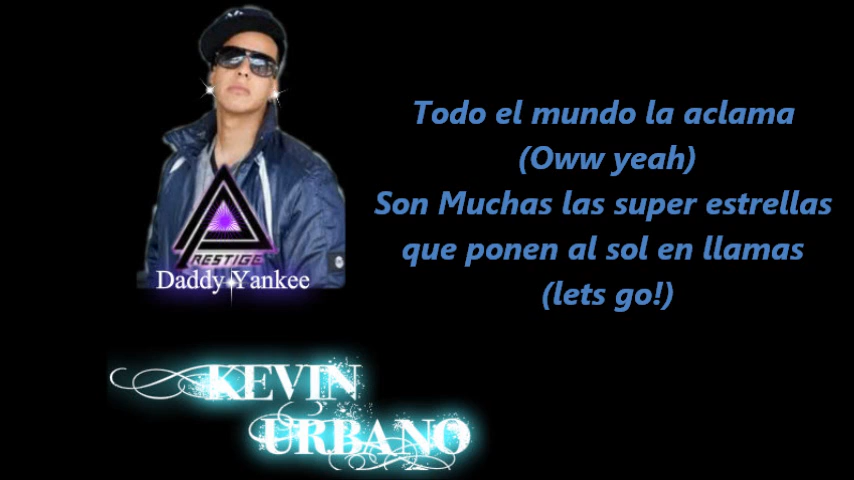 Todo el mundo la aclama
(Oww yeah)
Son Muchas las super estrellas
que ponen al sol en llamas
(lets go!)
PRESTIGE
Daddy Yankee
KEVIN
URBANO